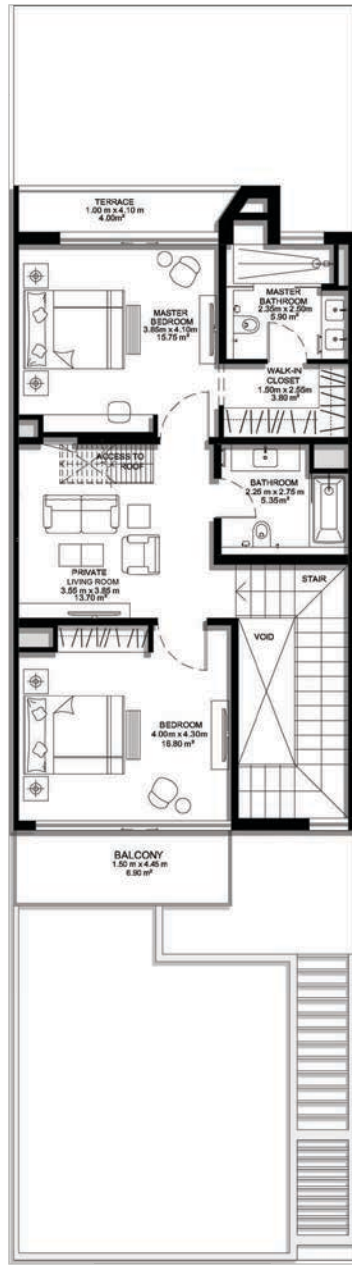 TERRACE
1.00 m x 4.10 m
4.00m²
MASTER
BEDROOM
3.85m x 4.10m
15.75 m²
MASTER
BATHROOM
2.35m x 2.50m
5.90 m²
WALK-IN
CLOSET
1.50m x 2.55m
3.80 m²
ACCESS TO
ROOF
BATHROOM
2.25 m x 2.75 m
5.35m²
PRIVATE
LIVING ROOM
3.55 m x 3.85 m
13.70 m²
STAIR
VOID
BEDROOM
4.00m x 4.30m
16.80 m²
BALCONY
1.50 m x 4.45 m
6.90 m²